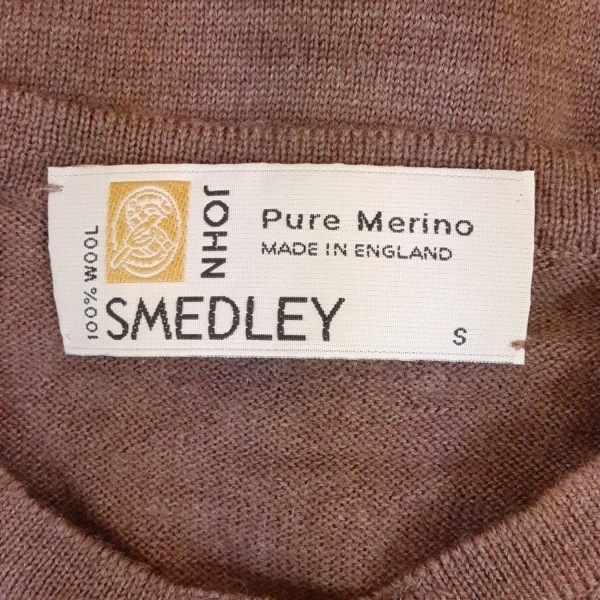 100% WOOL
JOHN
SMEDLEY
Pure Merino
MADE IN ENGLAND
S